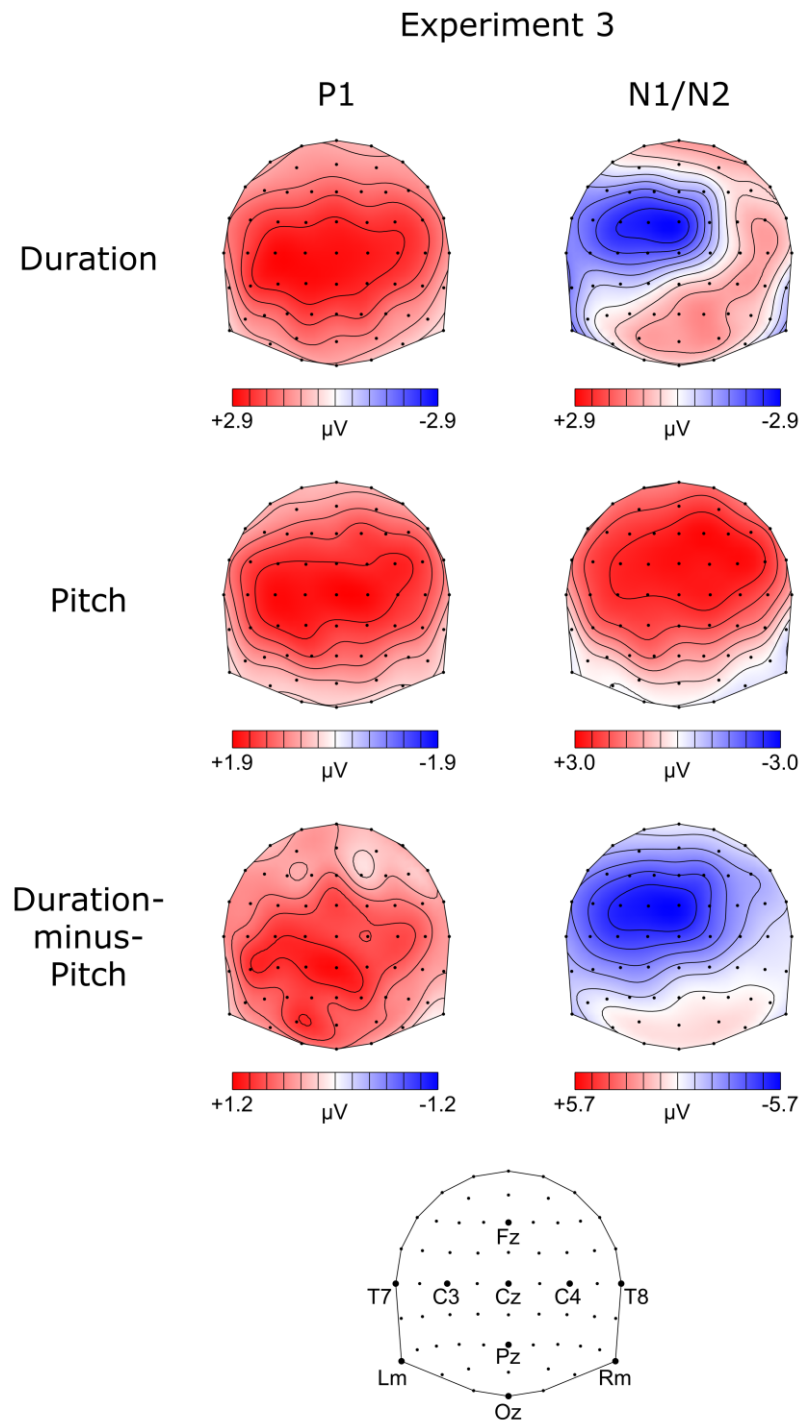 Experiment 3
P1 N1/N2
Duration
+2.9 µV -2.9 +2.9 µV -2.9
Pitch
+1.9 µV -1.9 +3.0 µV -3.0
Duration-
minus-
Pitch
+1.2 µV -1.2 +5.7 µV -5.7
Fz
T7 C3 Cz C4 T8
Pz
Lm Rm
Oz